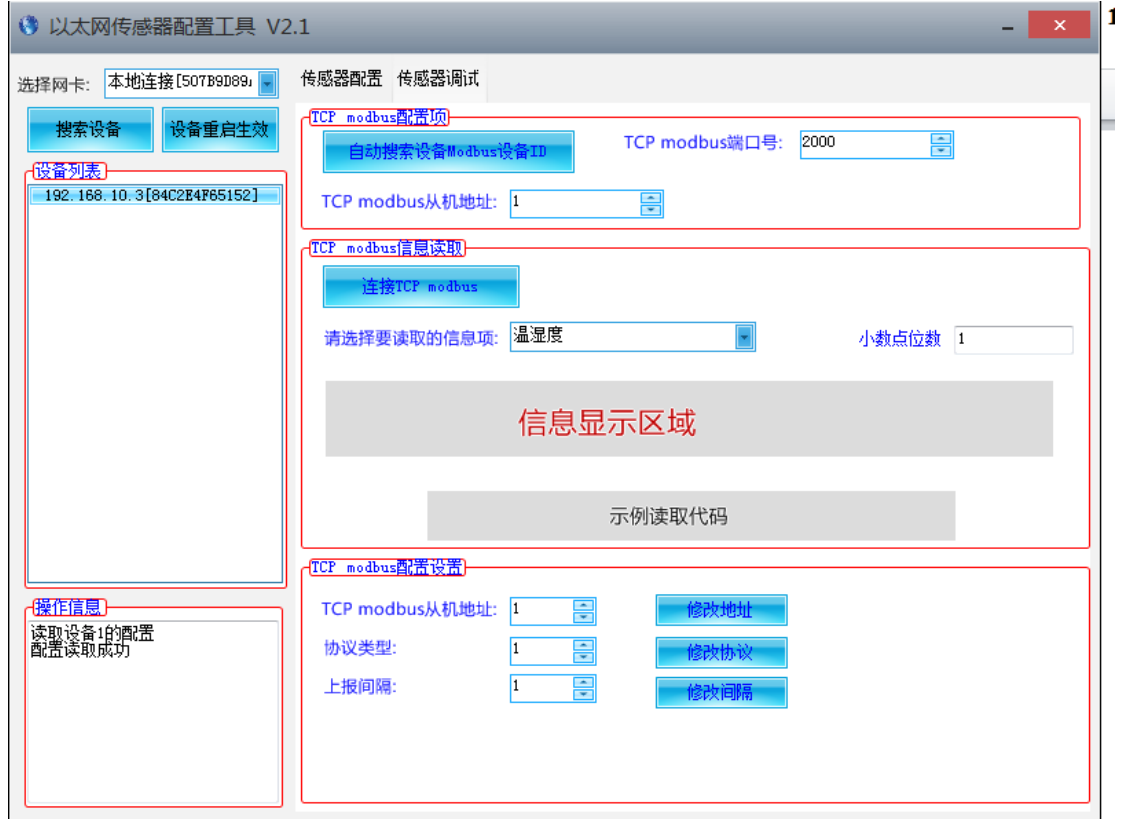 以太网传感器配置工具 V2.1
选择网卡: 本地连接[507B9D89
搜索设备 设备重启生效
设备列表
192.168.10.3[84C2E4F65152]
操作信息
读取设备1的配置
配置读取成功
传感器配置 传感器调试
TCP modbus配置项
自动搜索设备Modbus设备ID TCP modbus端口号: 2000
TCP modbus从机地址: 1
TCP modbus信息读取
连接TCP modbus
请选择要读取的信息项: 温湿度 小数点位数 1
信息显示区域
示例读取代码
TCP modbus配置设置
TCP modbus从机地址: 1 修改地址
协议类型: 1 修改协议
上报间隔: 1 修改间隔